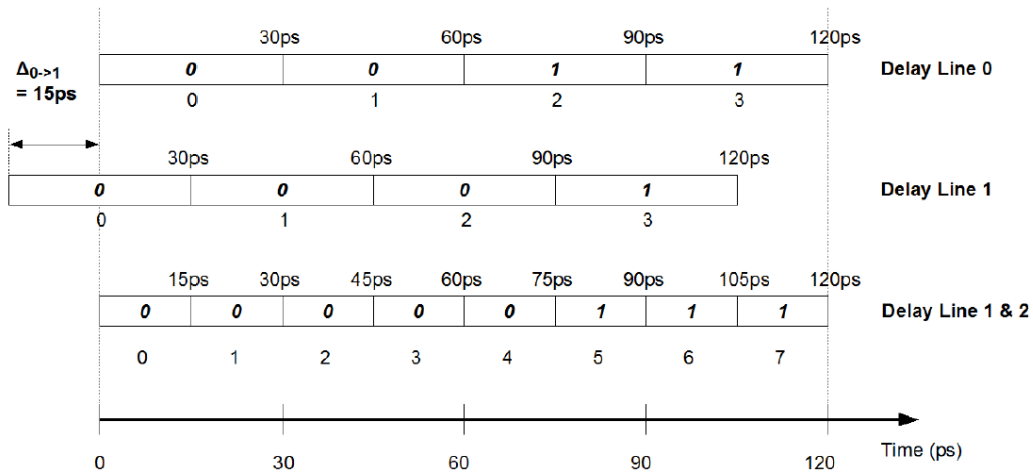 30ps 60ps 90ps 120ps
Δ0->1
= 15ps
0 0 1 1 Delay Line 0
0 1 2 3
30ps 60ps 90ps 120ps
0 0 0 1 Delay Line 1
0 1 2 3
15ps 30ps 45ps 60ps 75ps 90ps 105ps 120ps
0 0 0 0 0 1 1 1 Delay Line 1 & 2
0 1 2 3 4 5 6 7
Time (ps)
0 30 60 120